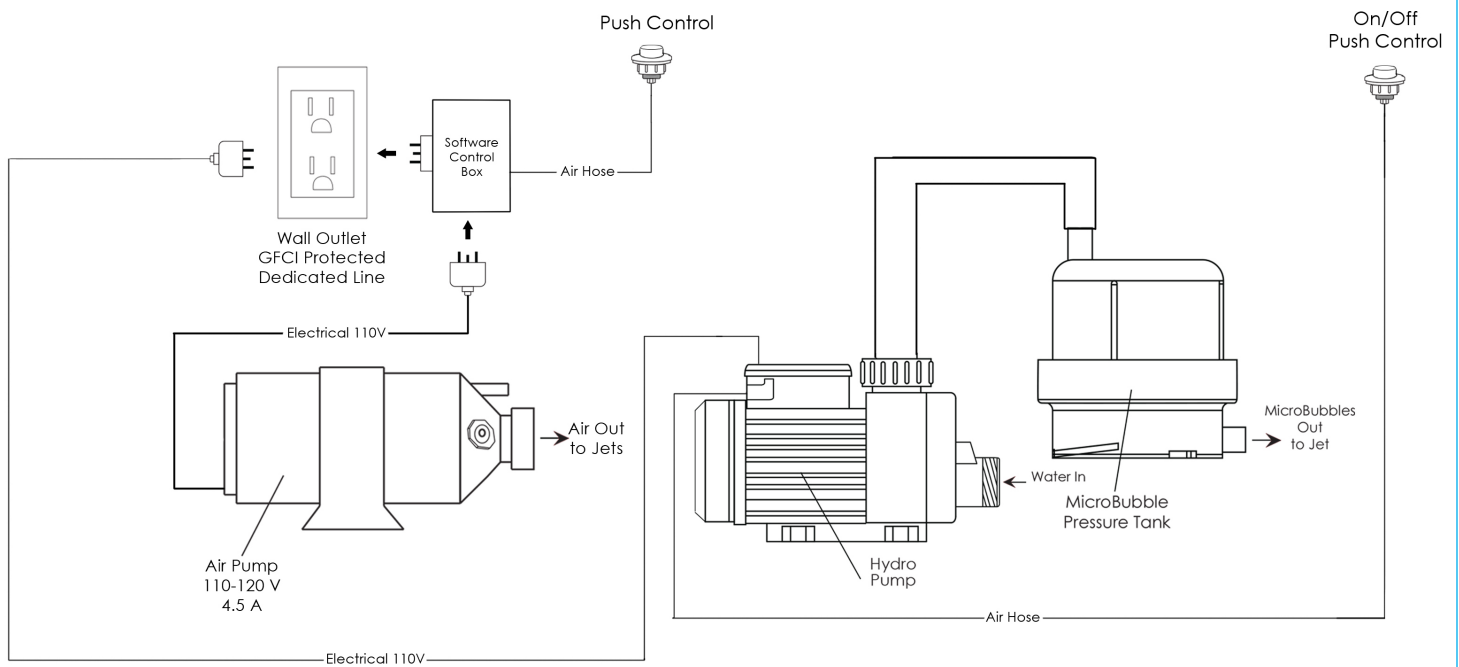 Push Control
On/Off
Push Control
Software
Control
Box
Air Hose
Wall Outlet
GFCI Protected
Dedicated Line
Electrical 110V
Air Out
to Jets
MicroBubbles
Out
to Jet
Water In
MicroBubble
Pressure Tank
Air Pump
110-120 V
4.5 A
Hydro
Pump
Air Hose
Electrical 110V